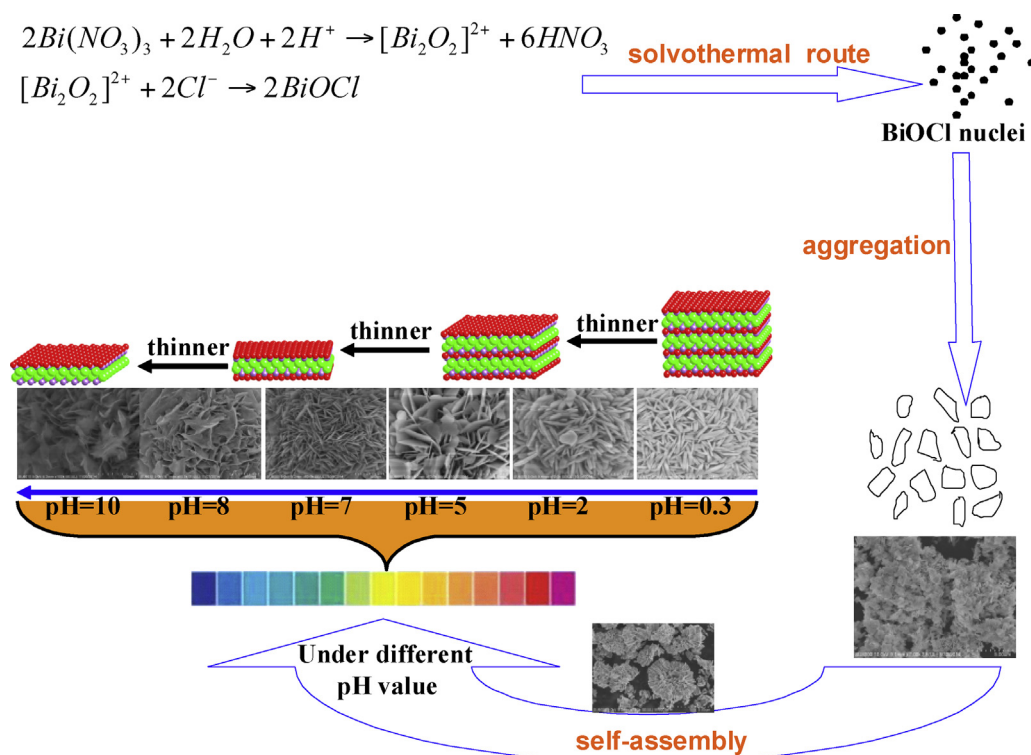 2Bi(NO₃)₃ + 2H₂O + 2H⁺ → [Bi₂O₂]²⁺ + 6HNO₃
[Bi₂O₂]²⁺ + 2Cl⁻ → 2BiOCl
solvothermal route
BiOCl nuclei
aggregation
thinner
thinner
thinner
pH=10 pH=8 pH=7 pH=5 pH=2 pH=0.3
Under different
pH value
self-assembly